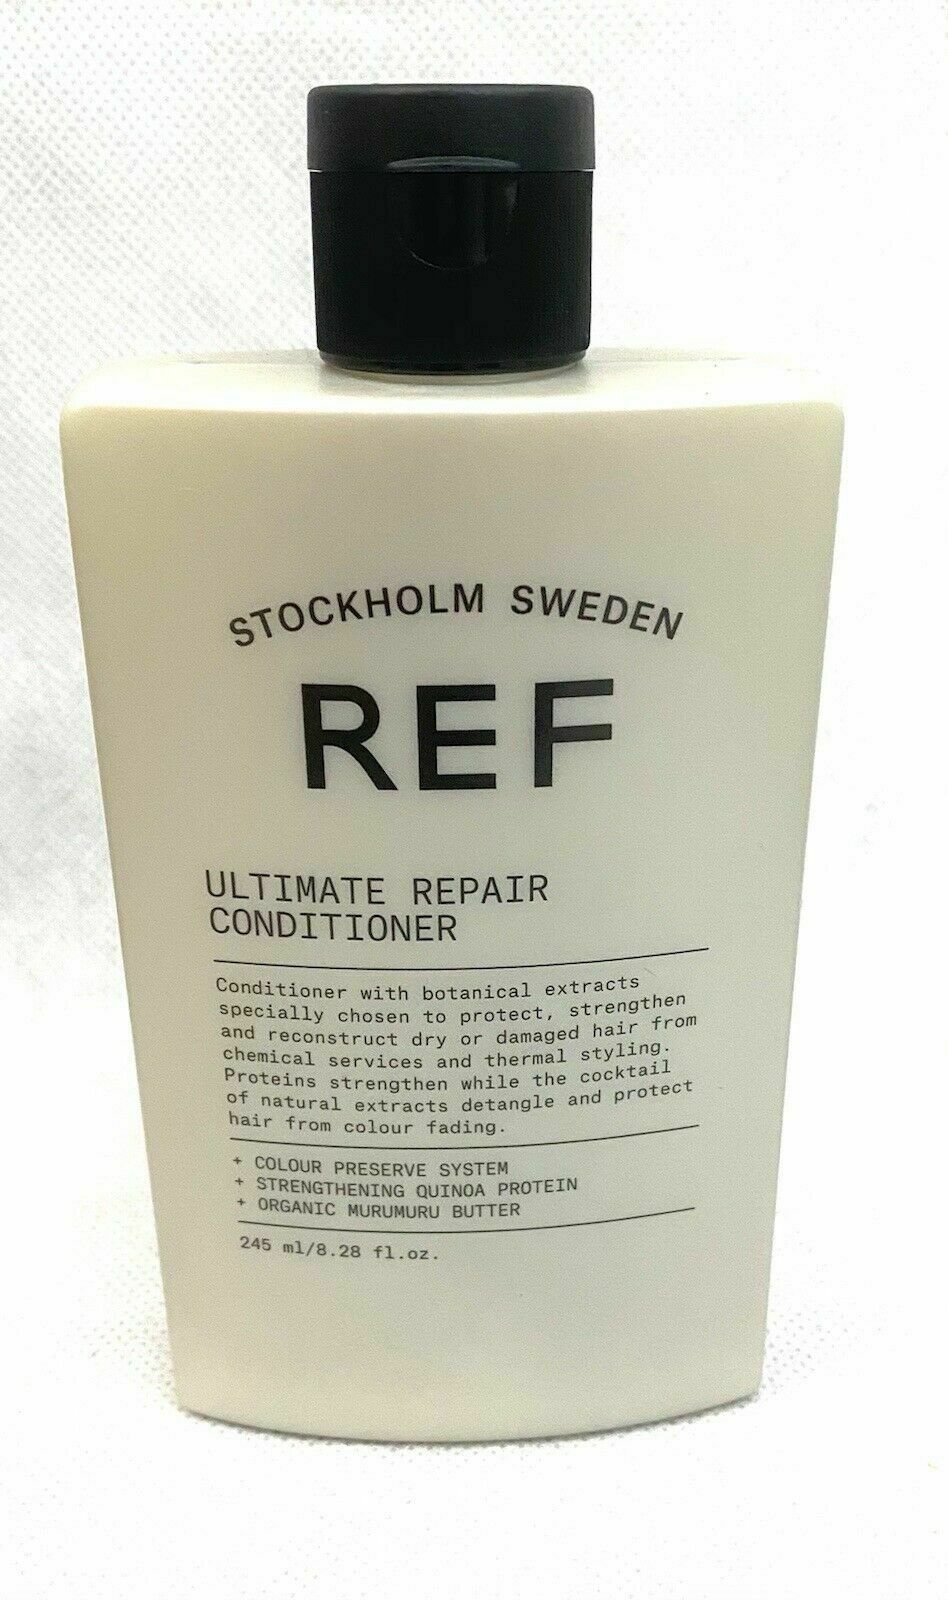 STOCKHOLM SWEDEN
REF
ULTIMATE REPAIR
CONDITIONER
Conditioner with botanical extracts
specially chosen to protect, strengthen
and reconstruct dry or damaged hair from
chemical services and thermal styling.
Proteins strengthen while the cocktail
of natural extracts detangle and protect
hair from colour fading.
+ COLOUR PRESERVE SYSTEM
+ STRENGTHENING QUINOA PROTEIN
+ ORGANIC MURUMURU BUTTER
245 ml/8.28 fl.oz.